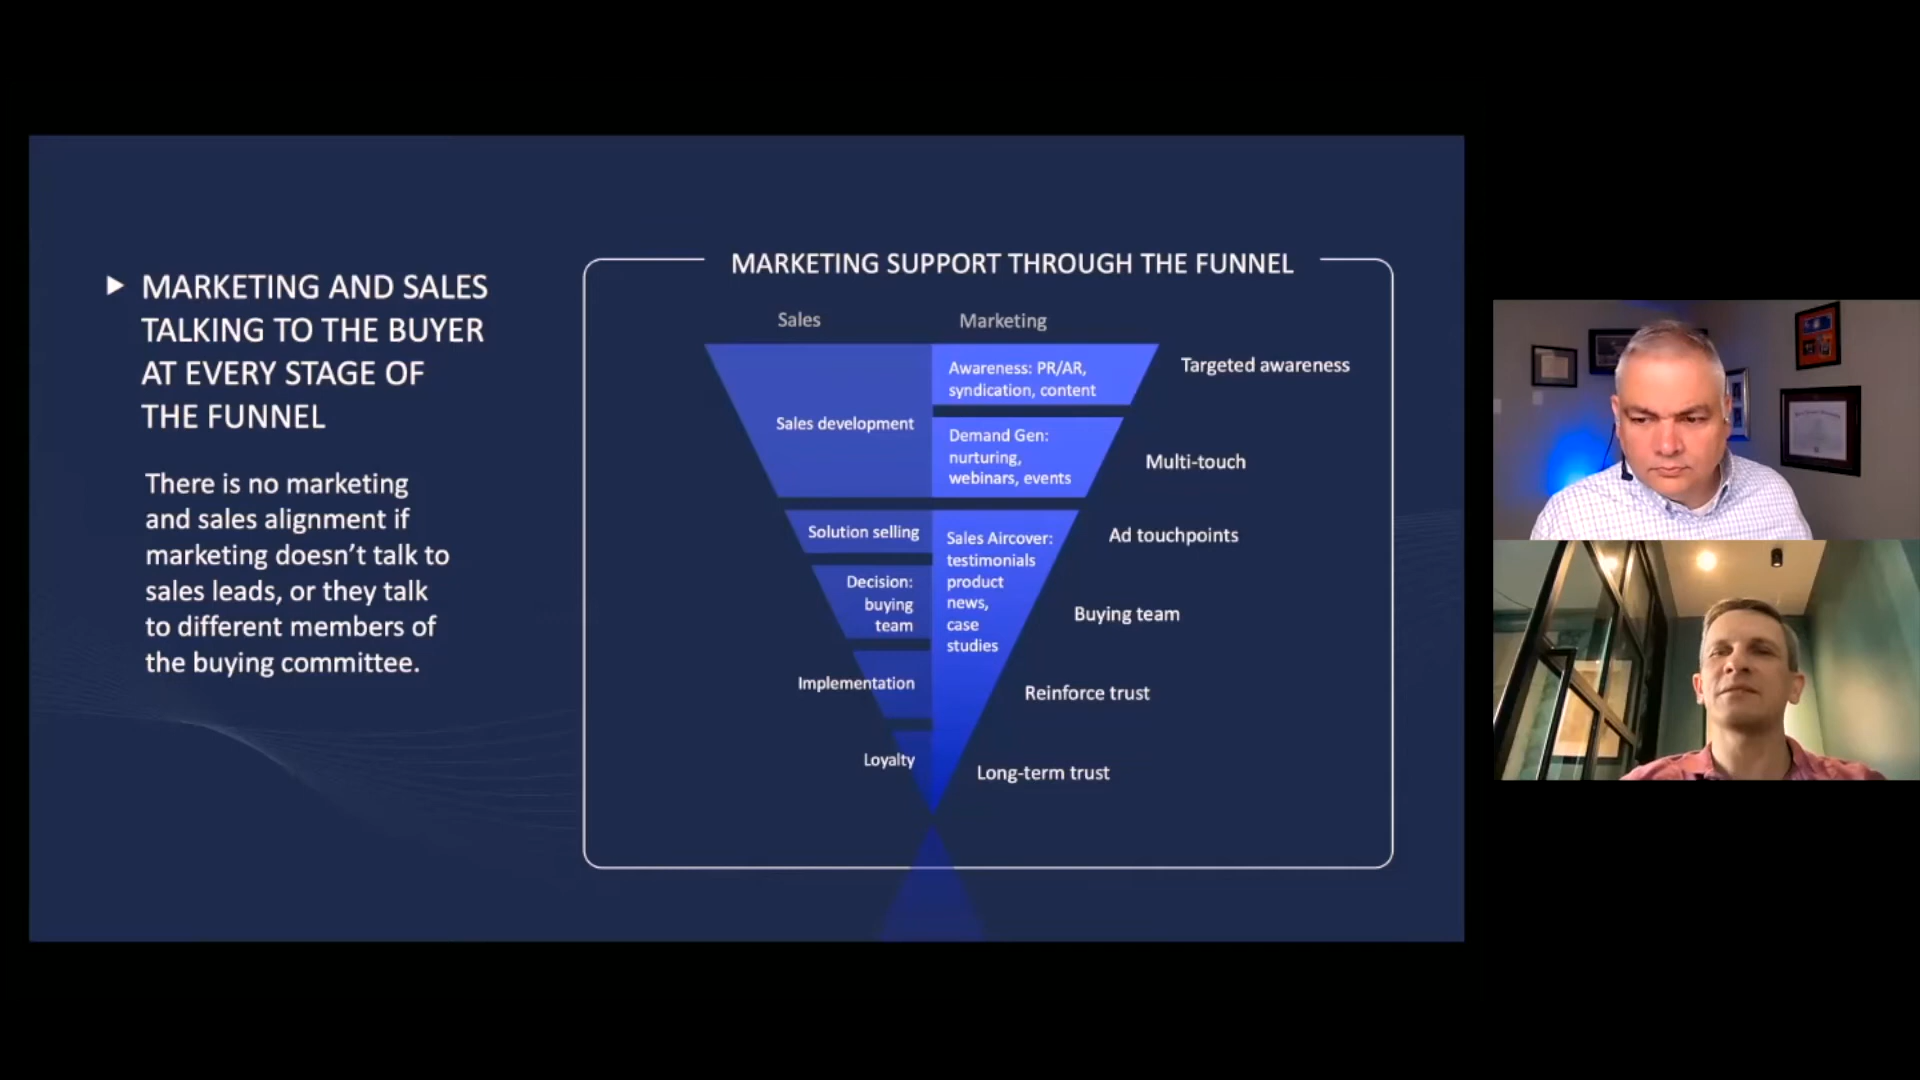 MARKETING AND SALES
TALKING TO THE BUYER
AT EVERY STAGE OF
THE FUNNEL
There is no marketing
and sales alignment if
marketing doesn’t talk to
sales leads, or they talk
to different members of
the buying committee.
MARKETING SUPPORT THROUGH THE FUNNEL
Sales
Marketing
Sales development
Awareness: PR/AR,
syndication, content
Targeted awareness
Demand Gen:
nurturing,
webinars, events
Multi-touch
Solution selling
Sales Aircover:
testimonials
product
news,
case
studies
Ad touchpoints
Decision:
buying
team
Buying team
Implementation
Reinforce trust
Loyalty
Long-term trust